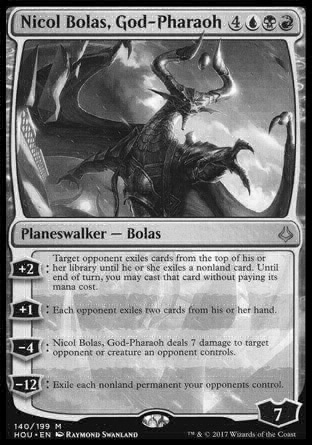 Nicol Bolas, God-Pharaoh 4
Planeswalker — Bolas
+2: Target opponent exiles cards from the top of his or
her library until he or she exiles a nonland card. Until
end of turn, you may cast that card without paying its
mana cost.
+1: Each opponent exiles two cards from his or her hand.
-4: Nicol Bolas, God-Pharaoh deals 7 damage to target
opponent or creature an opponent controls.
-12: Exile each nonland permanent your opponents control.
7
140/199 M
HOU • EN Raymond Swanland
™ & © 2017 Wizards of the Coast